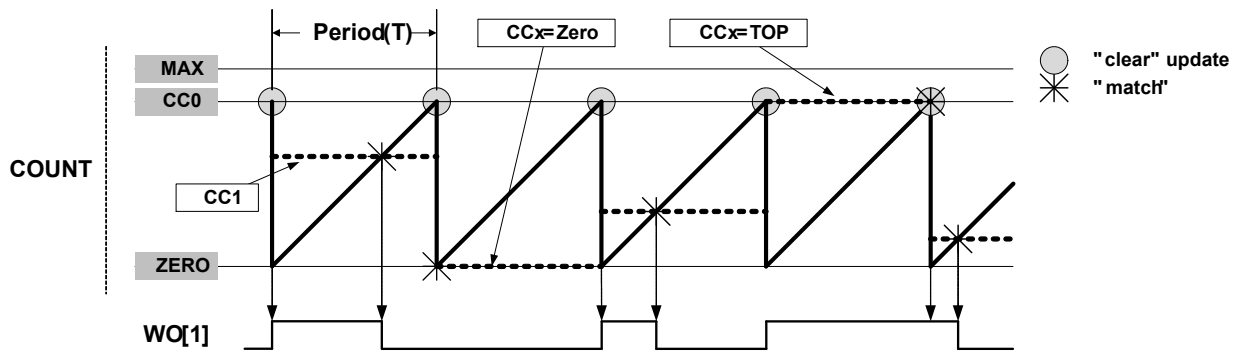 Period(T)
CCx=Zero
CCx=TOP
"clear" update
"match"
MAX
CC0
COUNT
CC1
ZERO
WO[1]